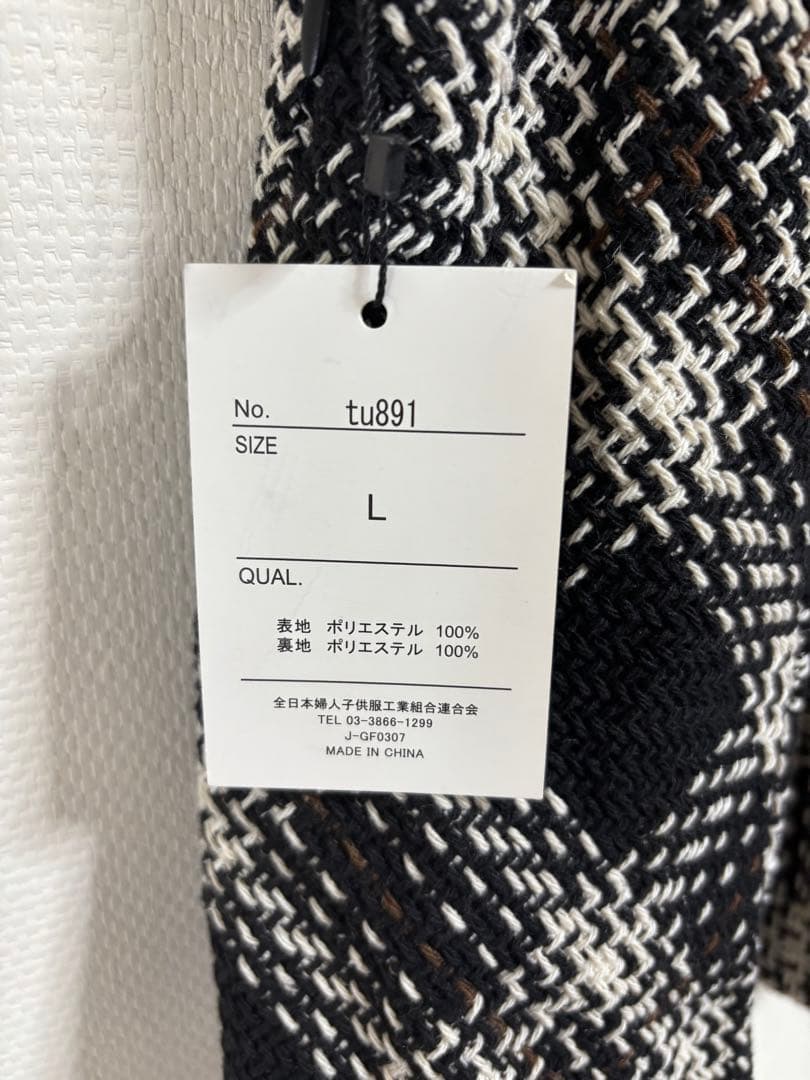 No. tu891
SIZE
L
QUAL.
表地 ポリエステル 100%
裏地 ポリエステル 100%
全日本婦人子供服工業組合連合会
TEL 03-3866-1299
J-GF0307
MADE IN CHINA